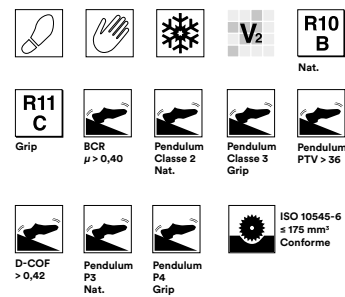 V2
R10
B
Nat.
R11
C
Grip
BCR
µ > 0,40
Pendulum
Classe 2
Nat.
Pendulum
Classe 3
Grip
Pendulum
PTV > 36
D-COF
> 0,42
Pendulum
P3
Nat.
Pendulum
P4
Grip
ISO 10545-6
≤ 175 mm³
Conforme